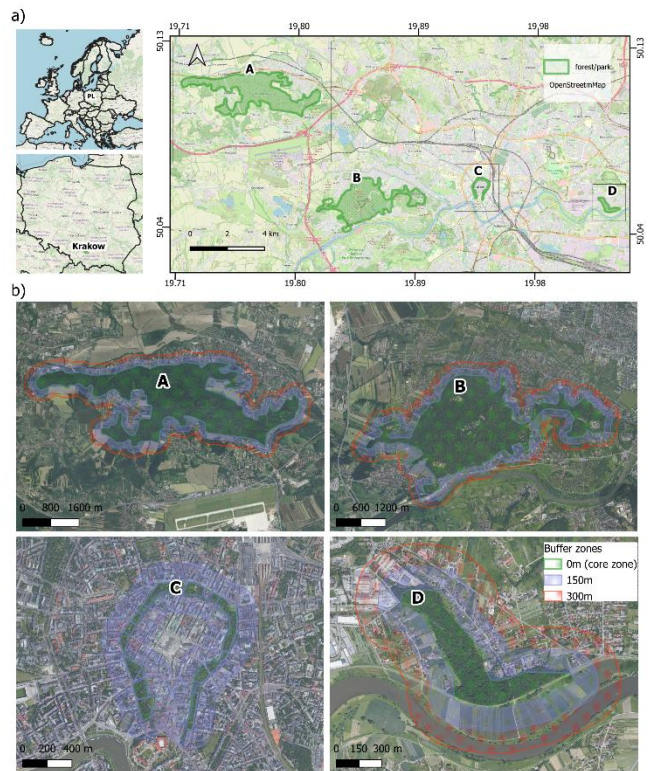 a)
19.71 19.80 19.89 19.98
50.13
50.13
PL
A
forest/park
OpenStreetmMap
B
C
D
50.04
50.04
Krakow
0 2 4 km
19.71 19.80 19.89 19.98
b)
A
B
0 800 1600 m
0 600 1200 m
C
D
Buffer zones
0m (core zone)
150m
300m
0 200 400 m
0 150 300 m